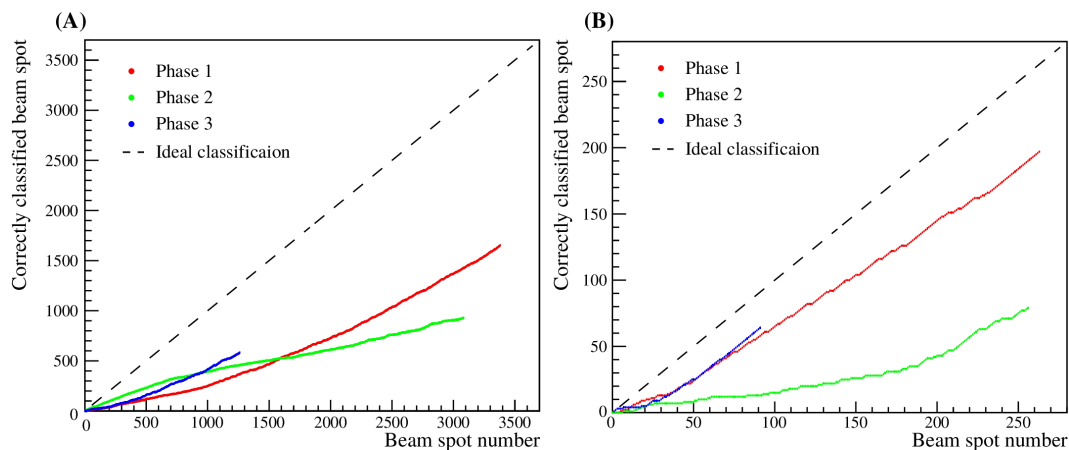 (A)
Correctly classified beam spot
3500
3000
2500
2000
1500
1000
500
0
Phase 1
Phase 2
Phase 3
Ideal classificaion
0 500 1000 1500 2000 2500 3000 3500
Beam spot number
(B)
Correctly classified beam spot
250
200
150
100
50
0
Phase 1
Phase 2
Phase 3
Ideal classificaion
0 50 100 150 200 250
Beam spot number